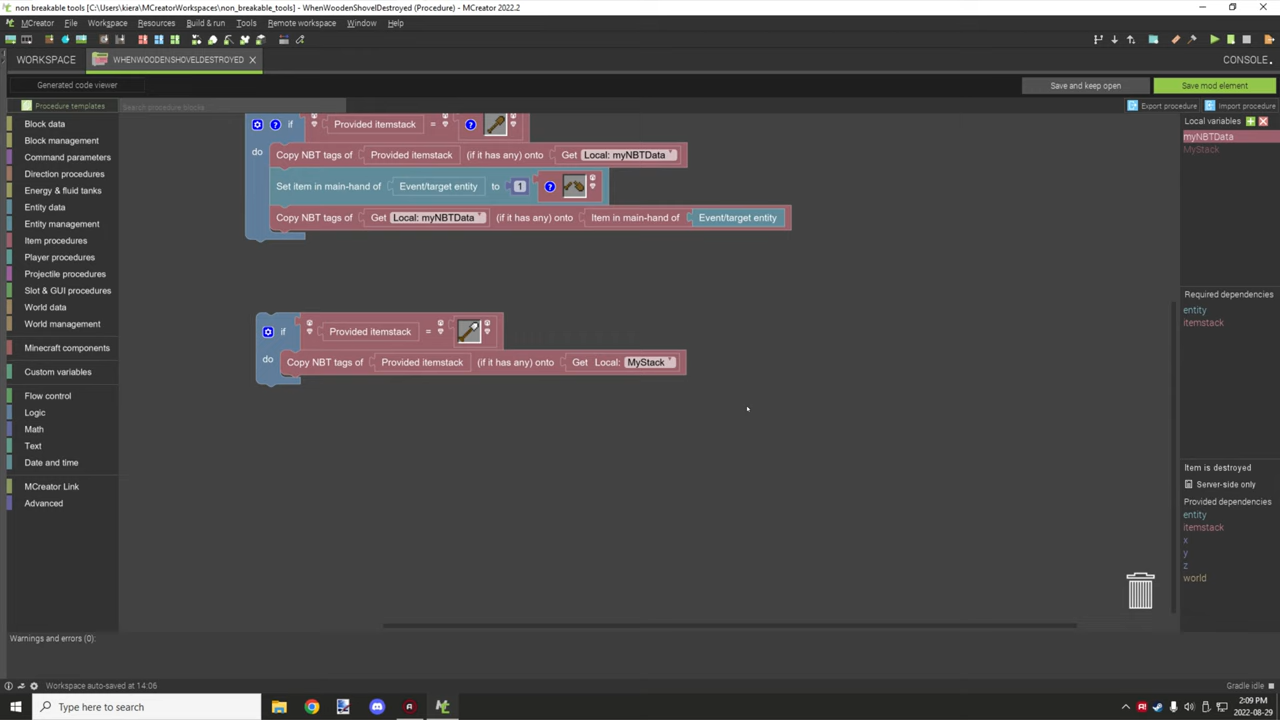 non breakable tools [C:\Users\kiera\MCreatorWorkspaces\non_breakable_tools] - WhenWoodenShovelDestroyed (Procedure) - MCreator 2022.2
MCreator File Workspace Resources Build & run Tools Remote workspace Window Help
WORKSPACE WHENWOODENSHOVELDESTROYED CONSOLE
Generated code viewer Save and keep open Save mod element
Procedure templates Search procedure blocks Export procedure Import procedure
Local variables
myNBTData
MyStack
Block data
Block management
Command parameters
Direction procedures
Energy & fluid tanks
Entity data
Entity management
Item procedures
Player procedures
Projectile procedures
Slot & GUI procedures
World data
World management
Minecraft components
Custom variables
Flow control
Logic
Math
Text
Date and time
MCreator Link
Advanced
if Provided itemstack =
do Copy NBT tags of Provided itemstack (if it has any) onto Get Local: myNBTData
Set item in main-hand of Event/target entity to 1
Copy NBT tags of Get Local: myNBTData (if it has any) onto Item in main-hand of Event/target entity
if Provided itemstack =
do Copy NBT tags of Provided itemstack (if it has any) onto Get Local: MyStack
Required dependencies
entity
itemstack
Item is destroyed
Server-side only
Provided dependencies
entity
itemstack
x
y
z
world
Warnings and errors (0):
Workspace auto-saved at 14:06 Gradle idle
Type here to search
2:09 PM
2022-08-29